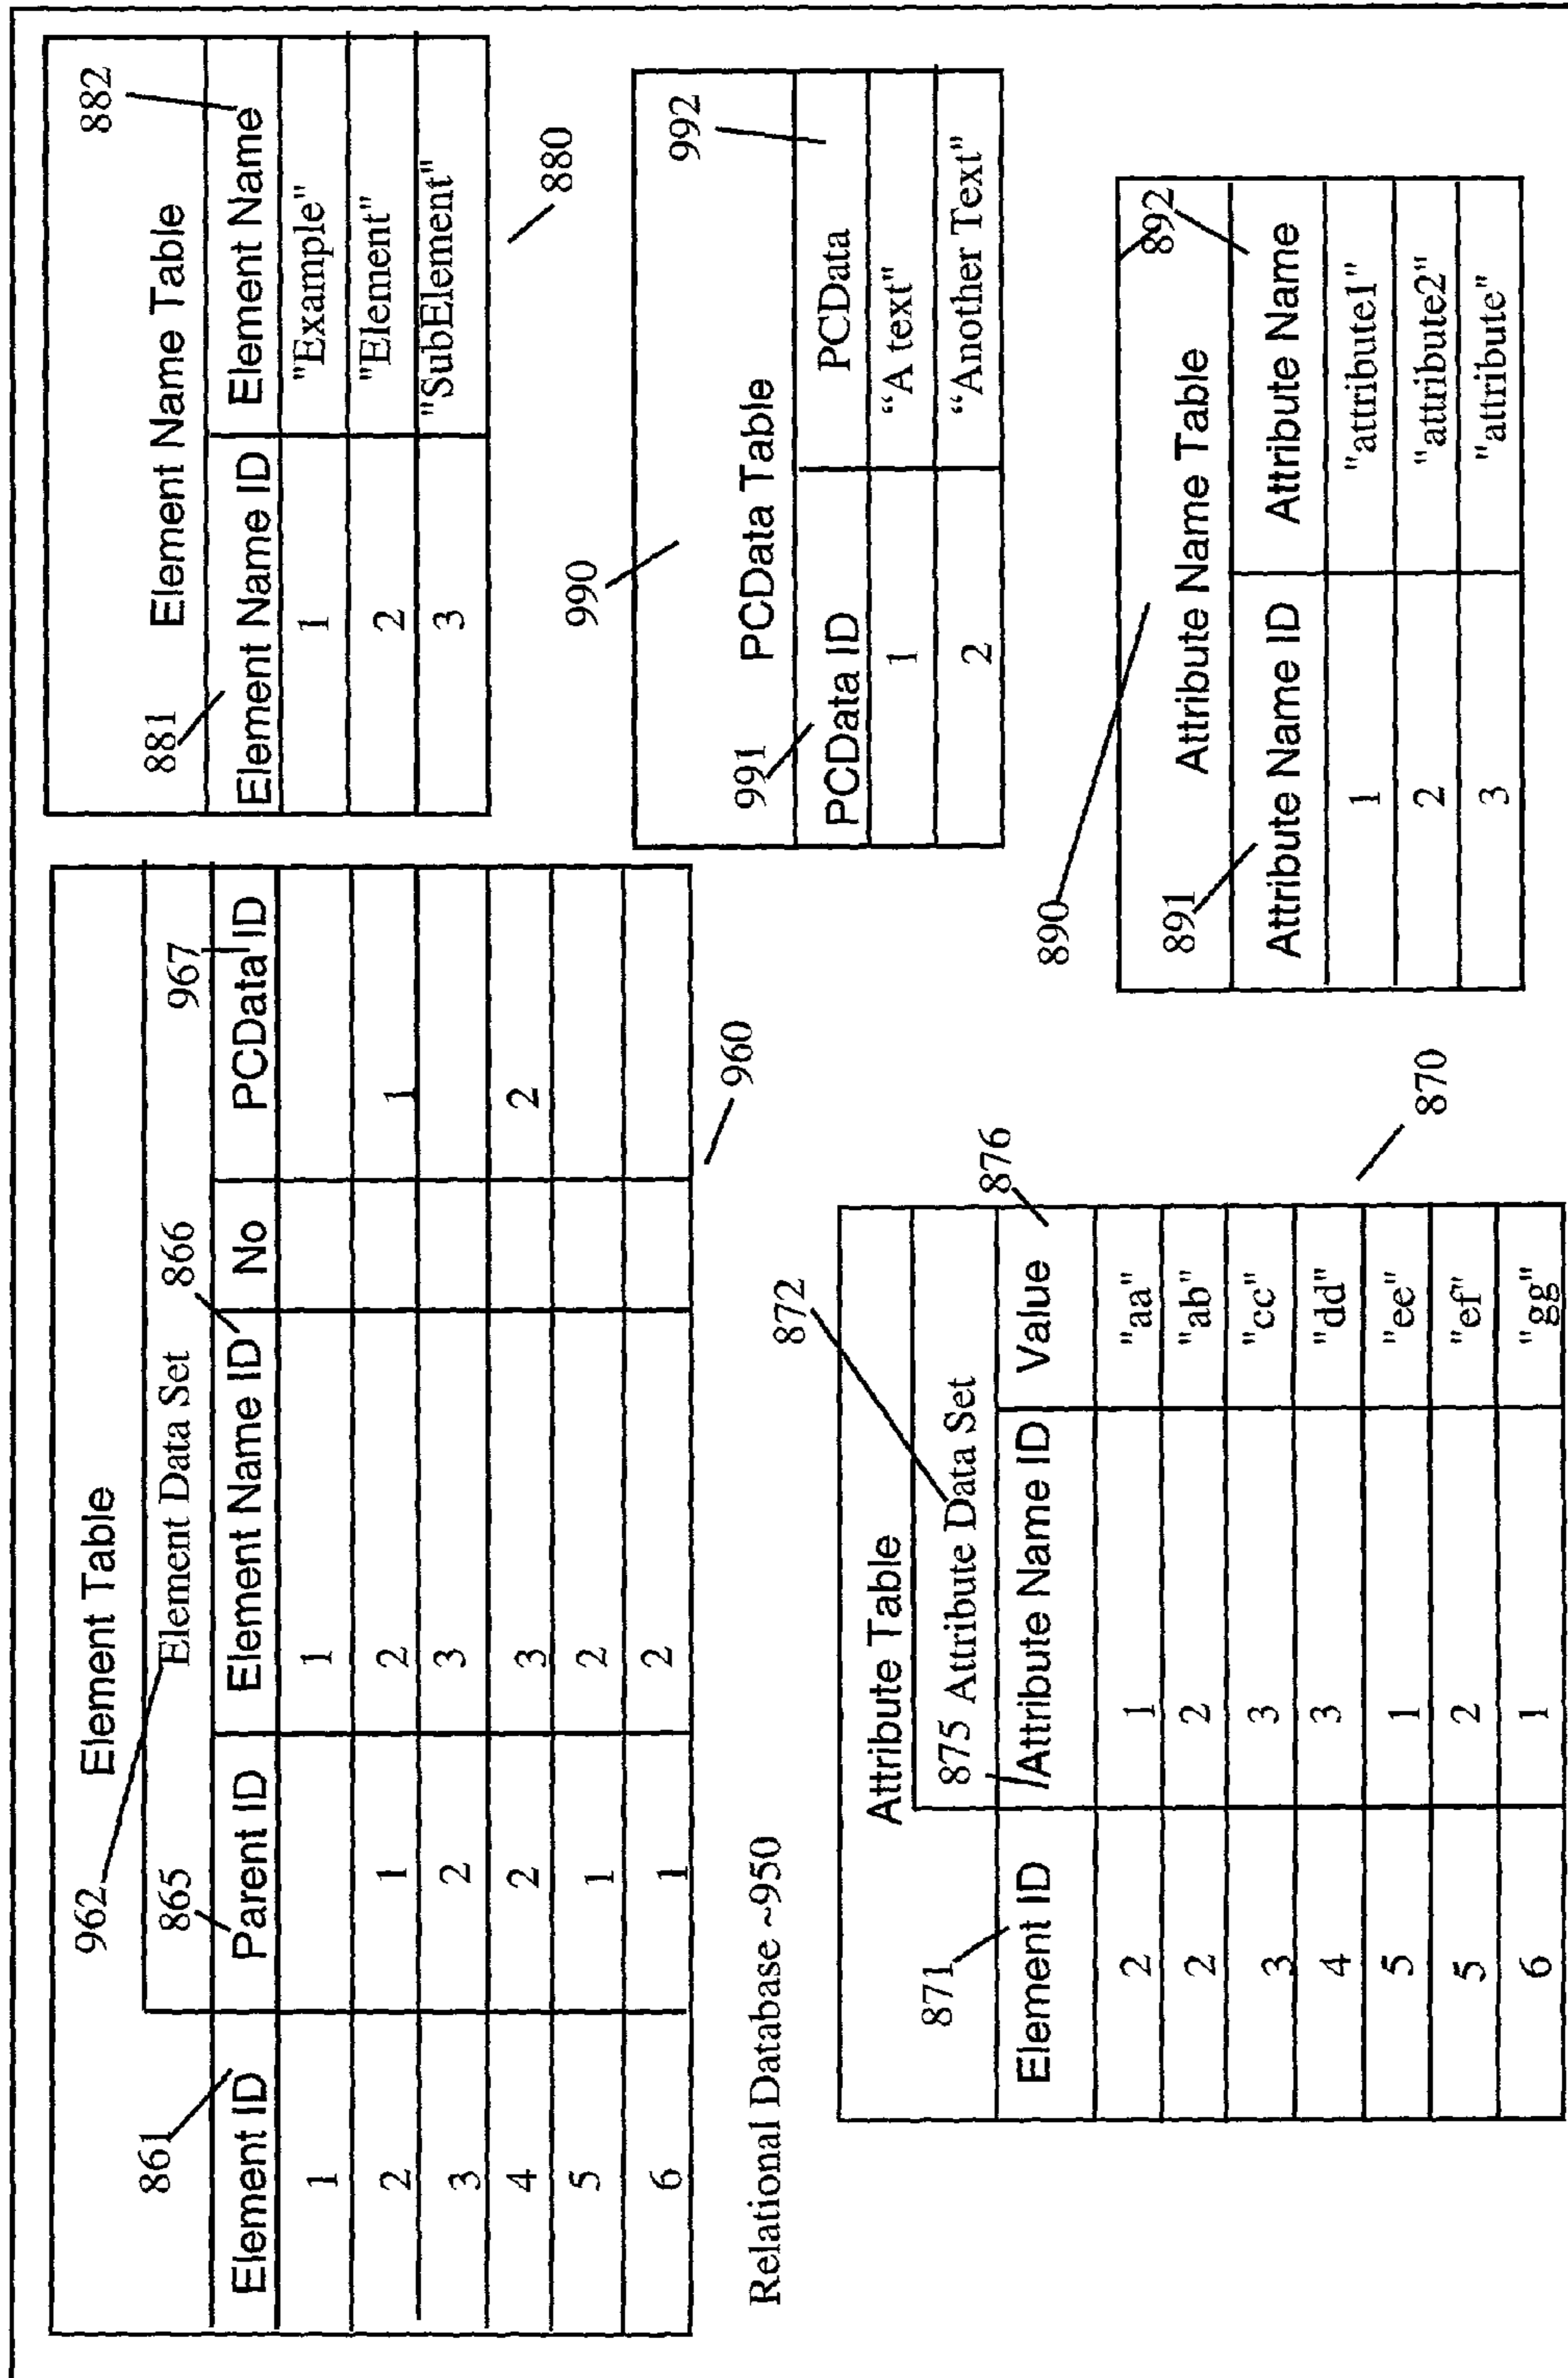 Element Table
962
Element Data Set
861
865
866
967
Element ID Parent ID Element Name ID No PCData ID
1 1
2 1 2 1
3 2 3
4 2 3 2
5 1 2
6 1 2
960
Element Name Table
881
882
Element Name ID Element Name
1 "Example"
2 "Element"
3 "SubElement"
880
990
PCData Table
991
992
PCData ID PCData
1 “A text"
2 “Another Text"
Relational Database ~950
Attribute Table
872
871
875 Attribute Data Set
876
Element ID Attribute Name ID Value
2 1 "aa"
2 2 "ab"
3 3 "cc"
4 3 "dd"
5 1 "ee"
5 2 "ef"
6 1 "gg"
870
890
Attribute Name Table
891
892
Attribute Name ID Attribute Name
1 "attribute1"
2 "attribute2"
3 "attribute"